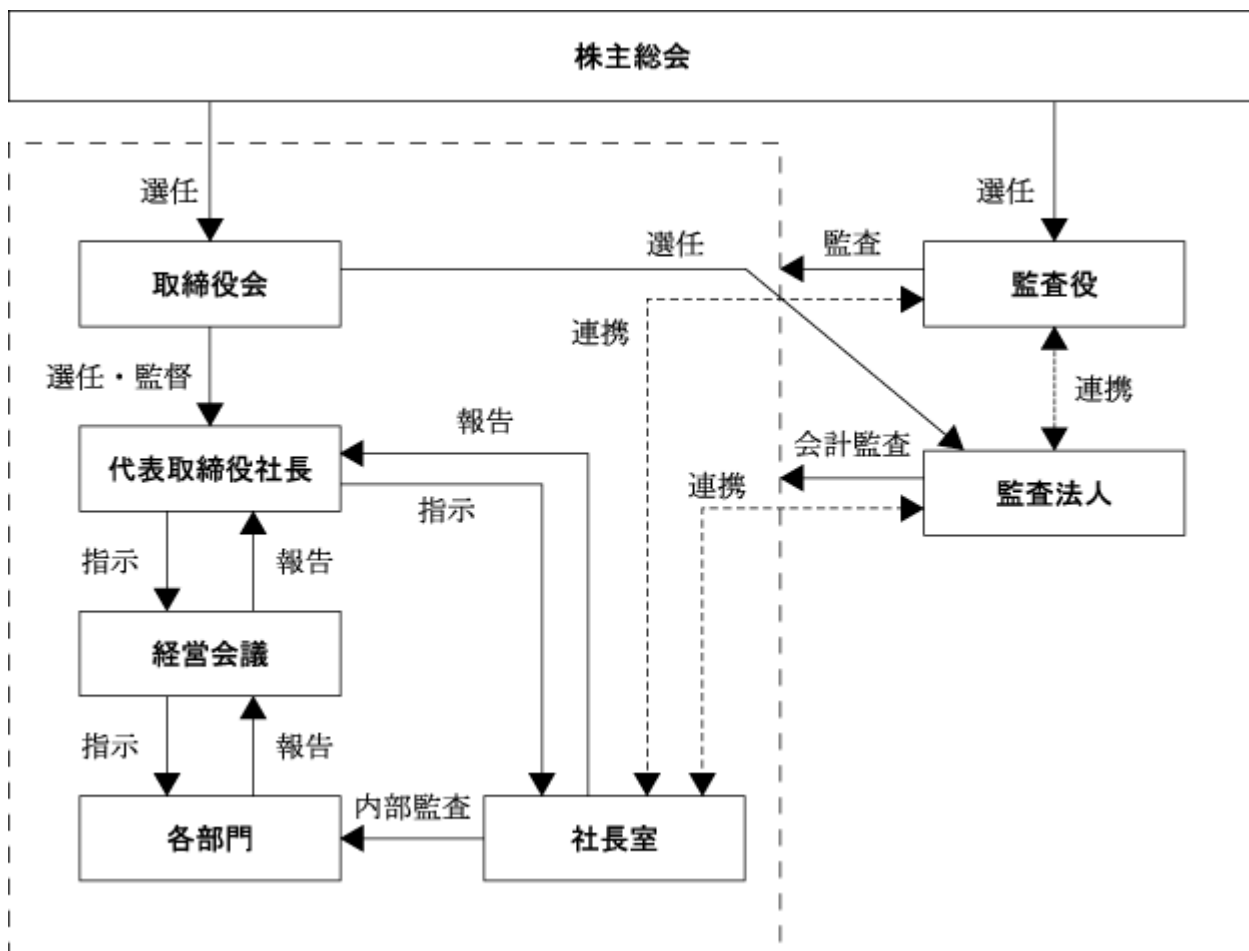 株主総会
選任
選任
取締役会
選任
監査
監査役
連携
選任・監督
連携
報告
代表取締役社長
会計監査
連携
監査法人
指示
指示
報告
経営会議
指示
報告
各部門
内部監査
社長室